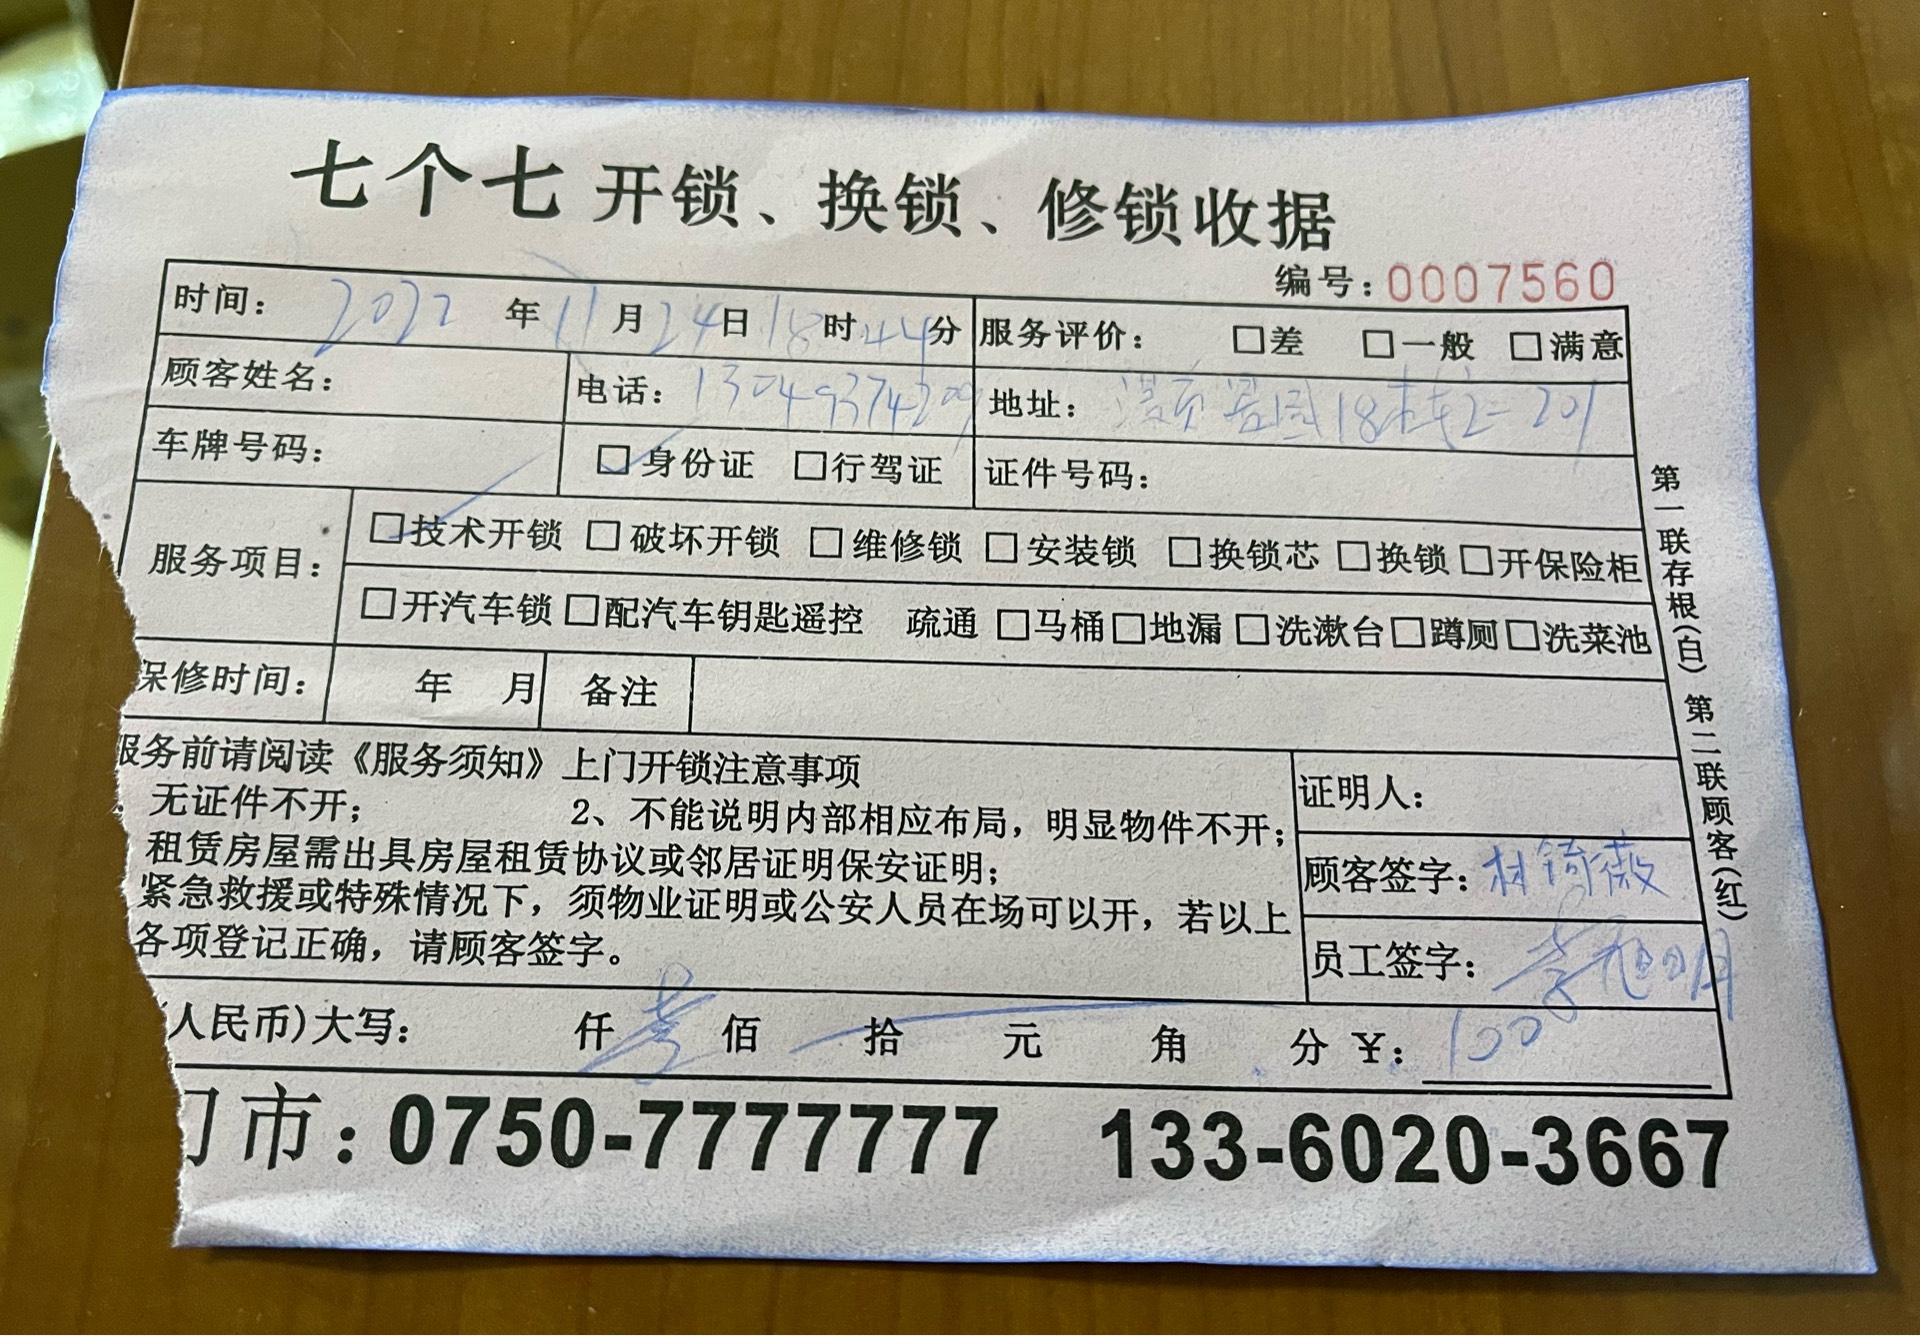 七个七 开锁、换锁、修锁收据
编号：0007560
时间： 2022 年 11 月 24 日 18 时 44 分 服务评价： □差 □一般 □满意
顾客姓名： 电话：13049374209 地址： 景园18栋2=201
车牌号码： □身份证 □行驾证 证件号码：
服务项目： □技术开锁 □破坏开锁 □维修锁 □安装锁 □换锁芯 □换锁 □开保险柜
□开汽车锁 □配汽车钥匙遥控 疏通 □马桶 □地漏 □洗漱台 □蹲厕 □洗菜池
保修时间： 年 月 备注
服务前请阅读《服务须知》上门开锁注意事项
无证件不开； 2、不能说明内部相应布局，明显物件不开；
租赁房屋需出具房屋租赁协议或邻居证明保安证明；
紧急救援或特殊情况下，须物业证明或公安人员在场可以开，若以上
各项登记正确，请顾客签字。
证明人：
顾客签字：林锜薇
员工签字：李旭明
人民币)大写： 仟 壹 佰 拾 元 角 分 ¥：100
门市：0750-7777777 133-6020-3667
第一联存根(白) 第二联顾客(红)